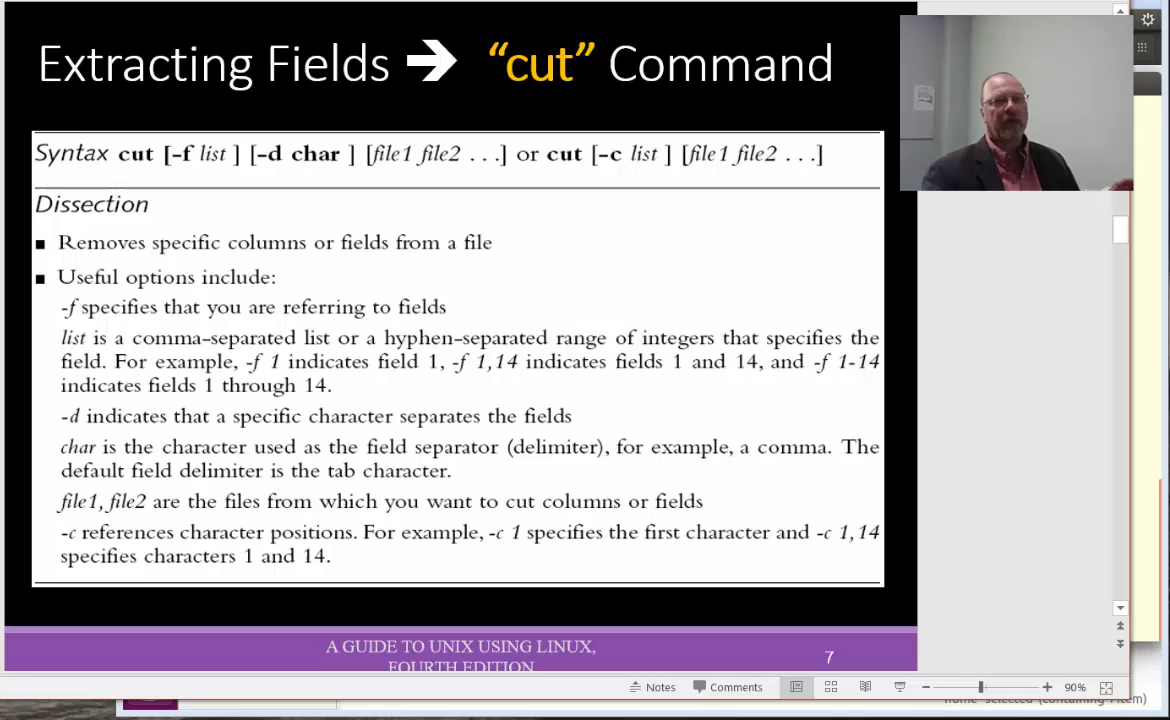 Extracting Fields ➔ “cut” Command
Syntax cut [-f list ] [-d char ] [file1 file2 . . .] or cut [-c list ] [file1 file2 . . .]
Dissection
■ Removes specific columns or fields from a file
■ Useful options include:
-f specifies that you are referring to fields
list is a comma-separated list or a hyphen-separated range of integers that specifies the
field. For example, -f 1 indicates field 1, -f 1,14 indicates fields 1 and 14, and -f 1-14
indicates fields 1 through 14.
-d indicates that a specific character separates the fields
char is the character used as the field separator (delimiter), for example, a comma. The
default field delimiter is the tab character.
file1, file2 are the files from which you want to cut columns or fields
-c references character positions. For example, -c 1 specifies the first character and -c 1,14
specifies characters 1 and 14.
A GUIDE TO UNIX USING LINUX,
FOURTH EDITION
7
Notes Comments 90%
selected (containing 1 item)